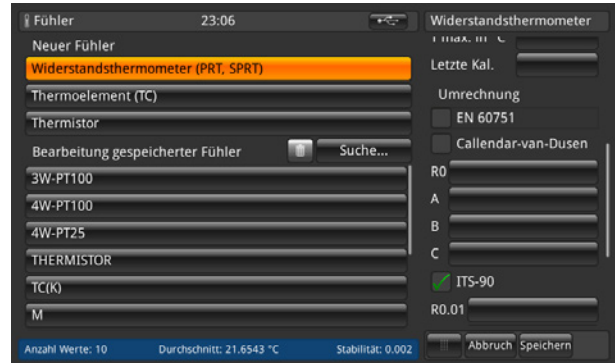 Fühler 23:06
Neuer Fühler
Widerstandsthermometer (PRT, SPRT)
Thermoelement (TC)
Thermistor
Bearbeitung gespeicherter Fühler Suche...
3W-PT100
4W-PT100
4W-PT25
THERMISTOR
TC(K)
M
Anzahl Werte: 10 Durchschnitt: 21.6543 °C Stabilität: 0.002
Widerstandsthermometer
Letzte Kal.
Umrechnung
EN 60751
Callendar-van-Dusen
R0
A
B
C
ITS-90
R0.01
Abbruch Speichern